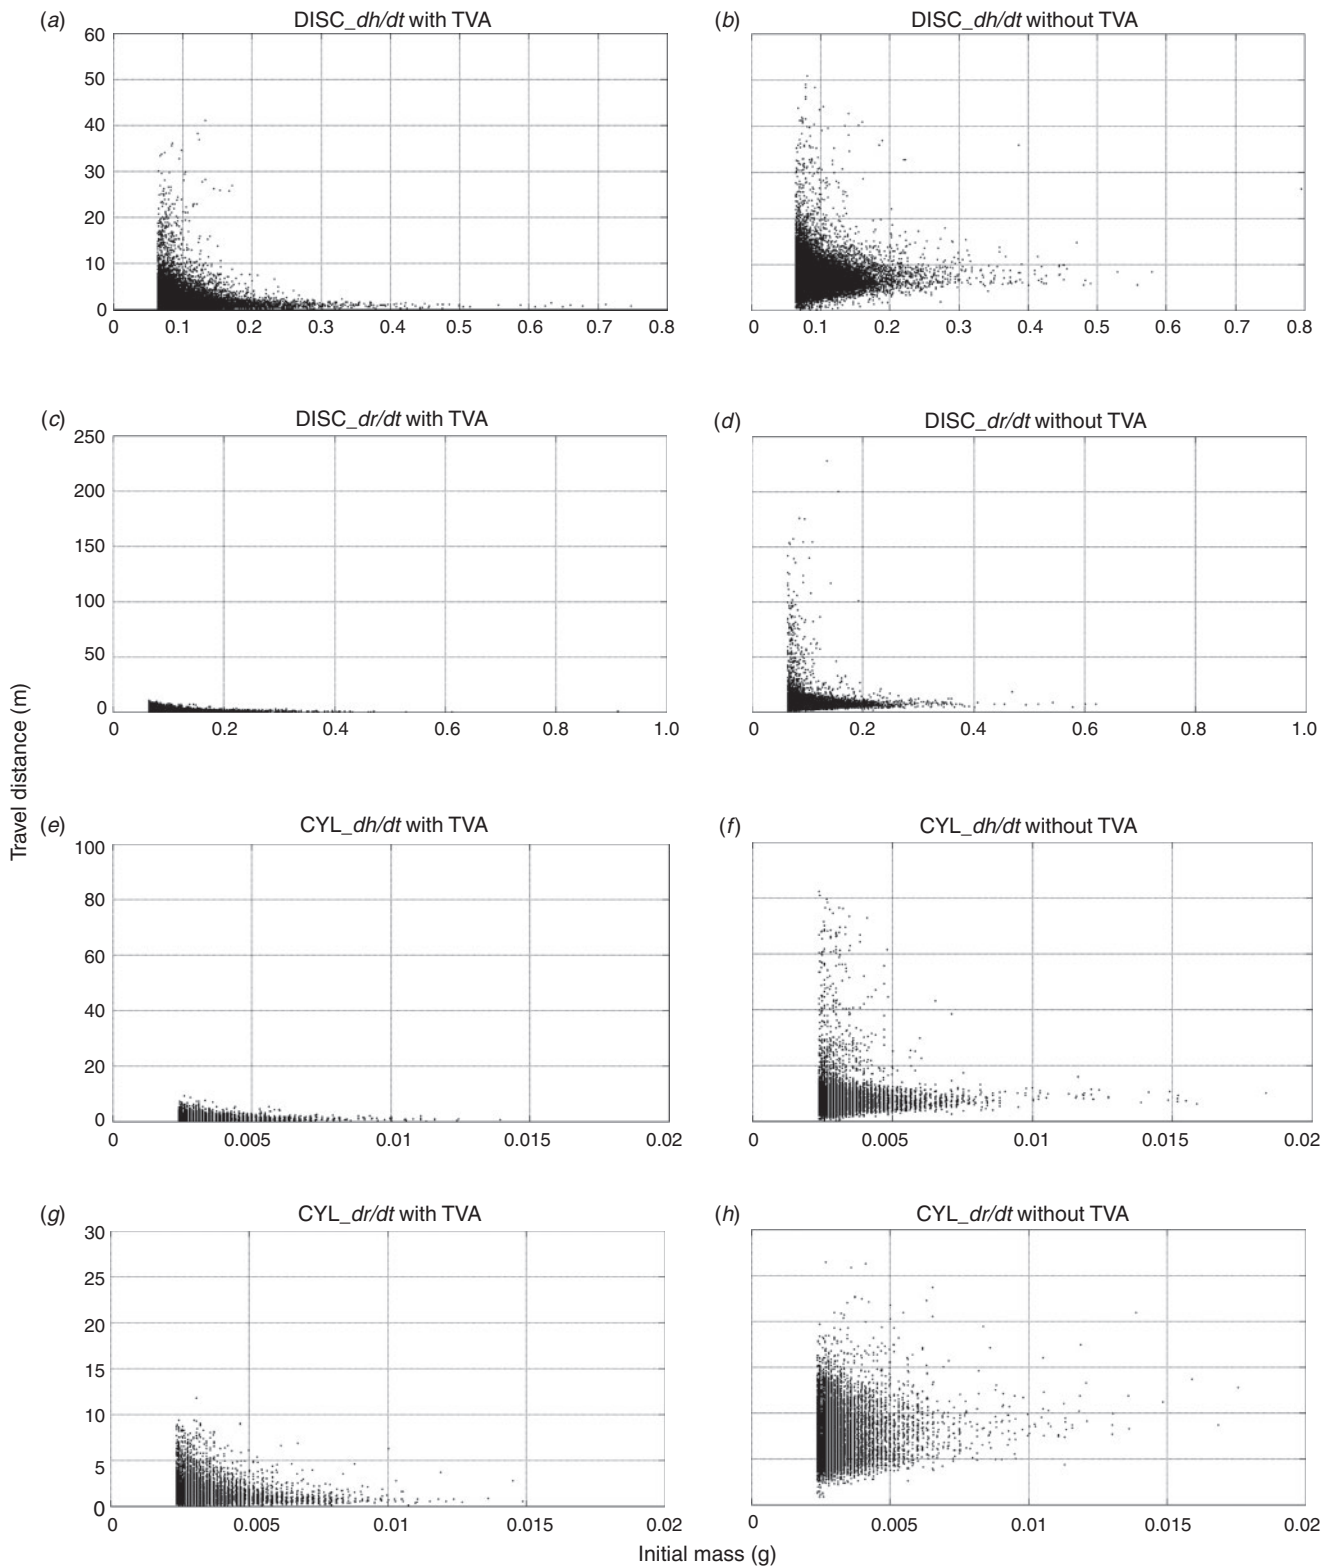 (a) DISC_dh/dt with TVA
60
50
40
30
20
10
0
0 0.1 0.2 0.3 0.4 0.5 0.6 0.7 0.8
(b) DISC_dh/dt without TVA
0 0.1 0.2 0.3 0.4 0.5 0.6 0.7 0.8
(c) DISC_dr/dt with TVA
250
200
150
100
50
0
0 0.2 0.4 0.6 0.8 1.0
(d) DISC_dr/dt without TVA
0 0.2 0.4 0.6 0.8 1.0
Travel distance (m)
(e) CYL_dh/dt with TVA
100
80
60
40
20
0
0 0.005 0.01 0.015 0.02
(f) CYL_dh/dt without TVA
0 0.005 0.01 0.015 0.02
(g) CYL_dr/dt with TVA
30
25
20
15
10
5
0
0 0.005 0.01 0.015 0.02
(h) CYL_dr/dt without TVA
0 0.005 0.01 0.015 0.02
Initial mass (g)